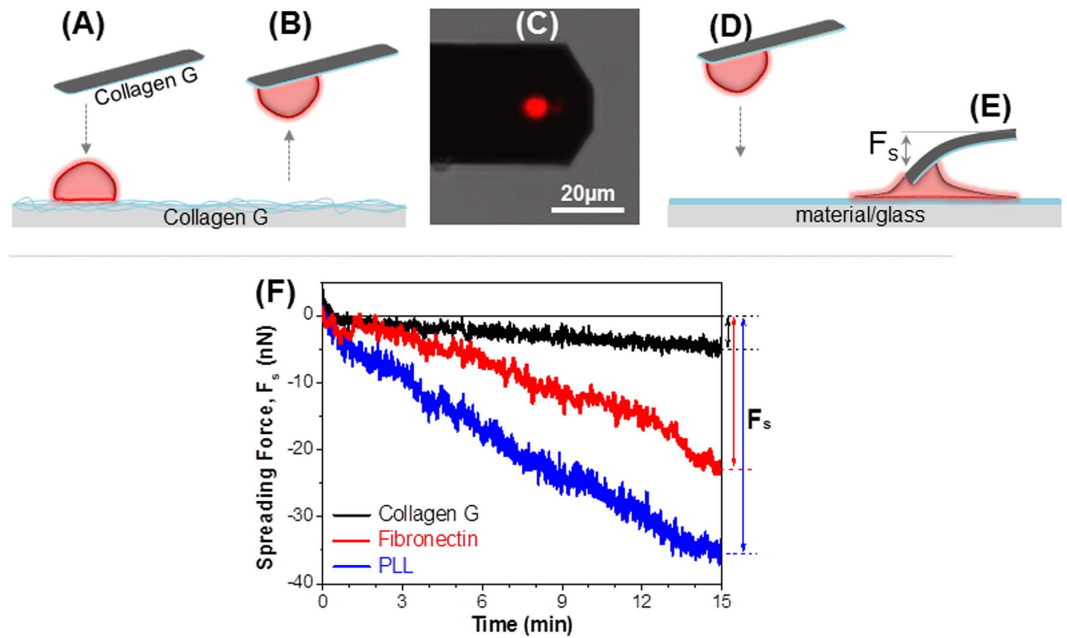 (A)
(B)
(C)
(D)
(E)
Collagen G
Collagen G
20µm
Fs
material/glass
(F)
Spreading Force, Fs (nN)
0
-10
-20
-30
-40
Collagen G
Fibronectin
PLL
Fs
0
3
6
9
12
15
Time (min)